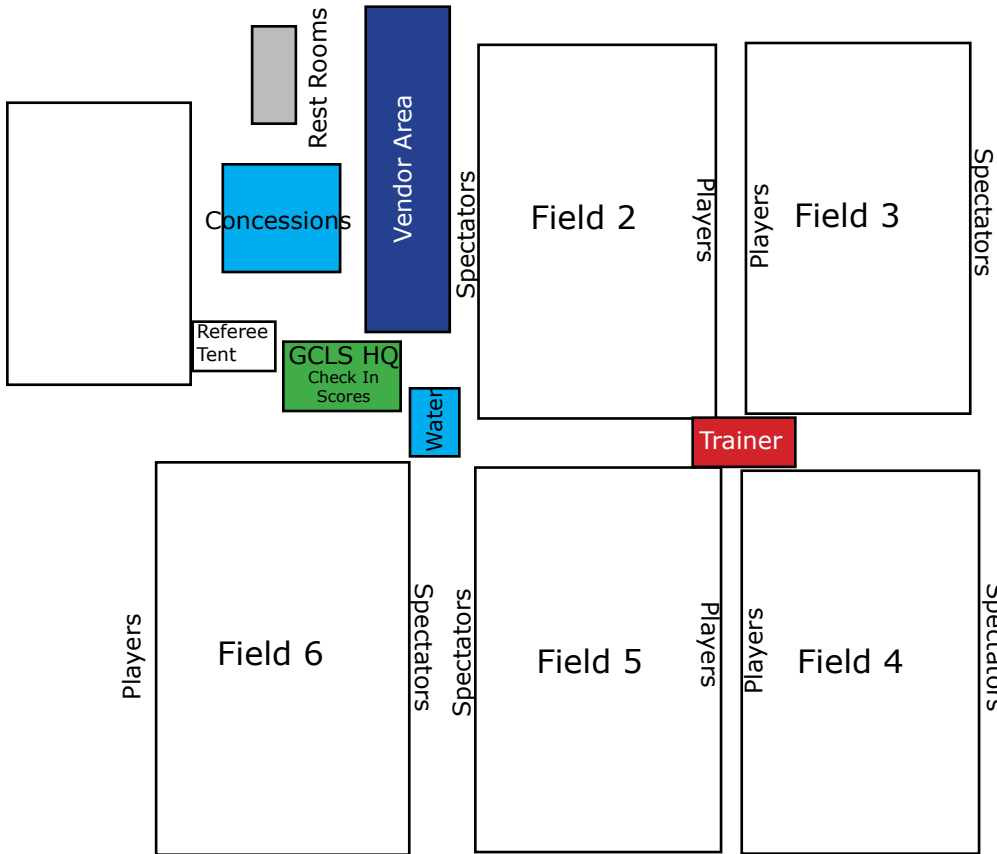 Rest Rooms
Vendor Area
Concessions
Spectators
Field 2
Players
Players
Field 3
Spectators
Referee
Tent
GCLS HQ
Check In
Scores
Water
Trainer
Players
Field 6
Spectators
Spectators
Field 5
Players
Players
Field 4
Spectators